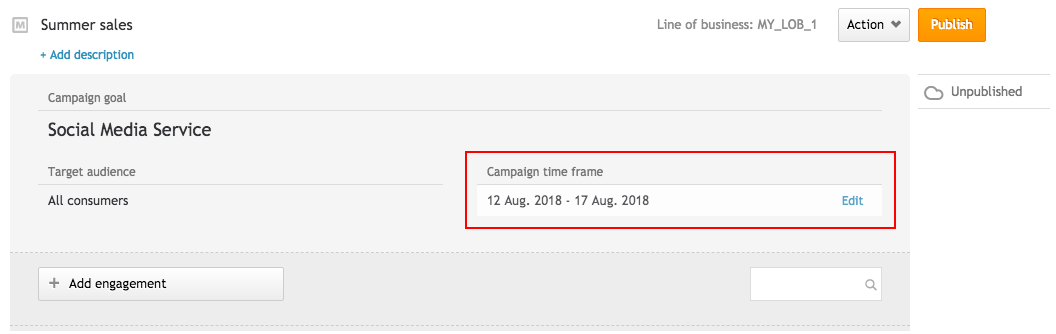 M Summer sales
Line of business: MY_LOB_1
Action
Publish
+ Add description
Unpublished
Campaign goal
Social Media Service
Target audience
Campaign time frame
All consumers
12 Aug. 2018 - 17 Aug. 2018
Edit
+ Add engagement